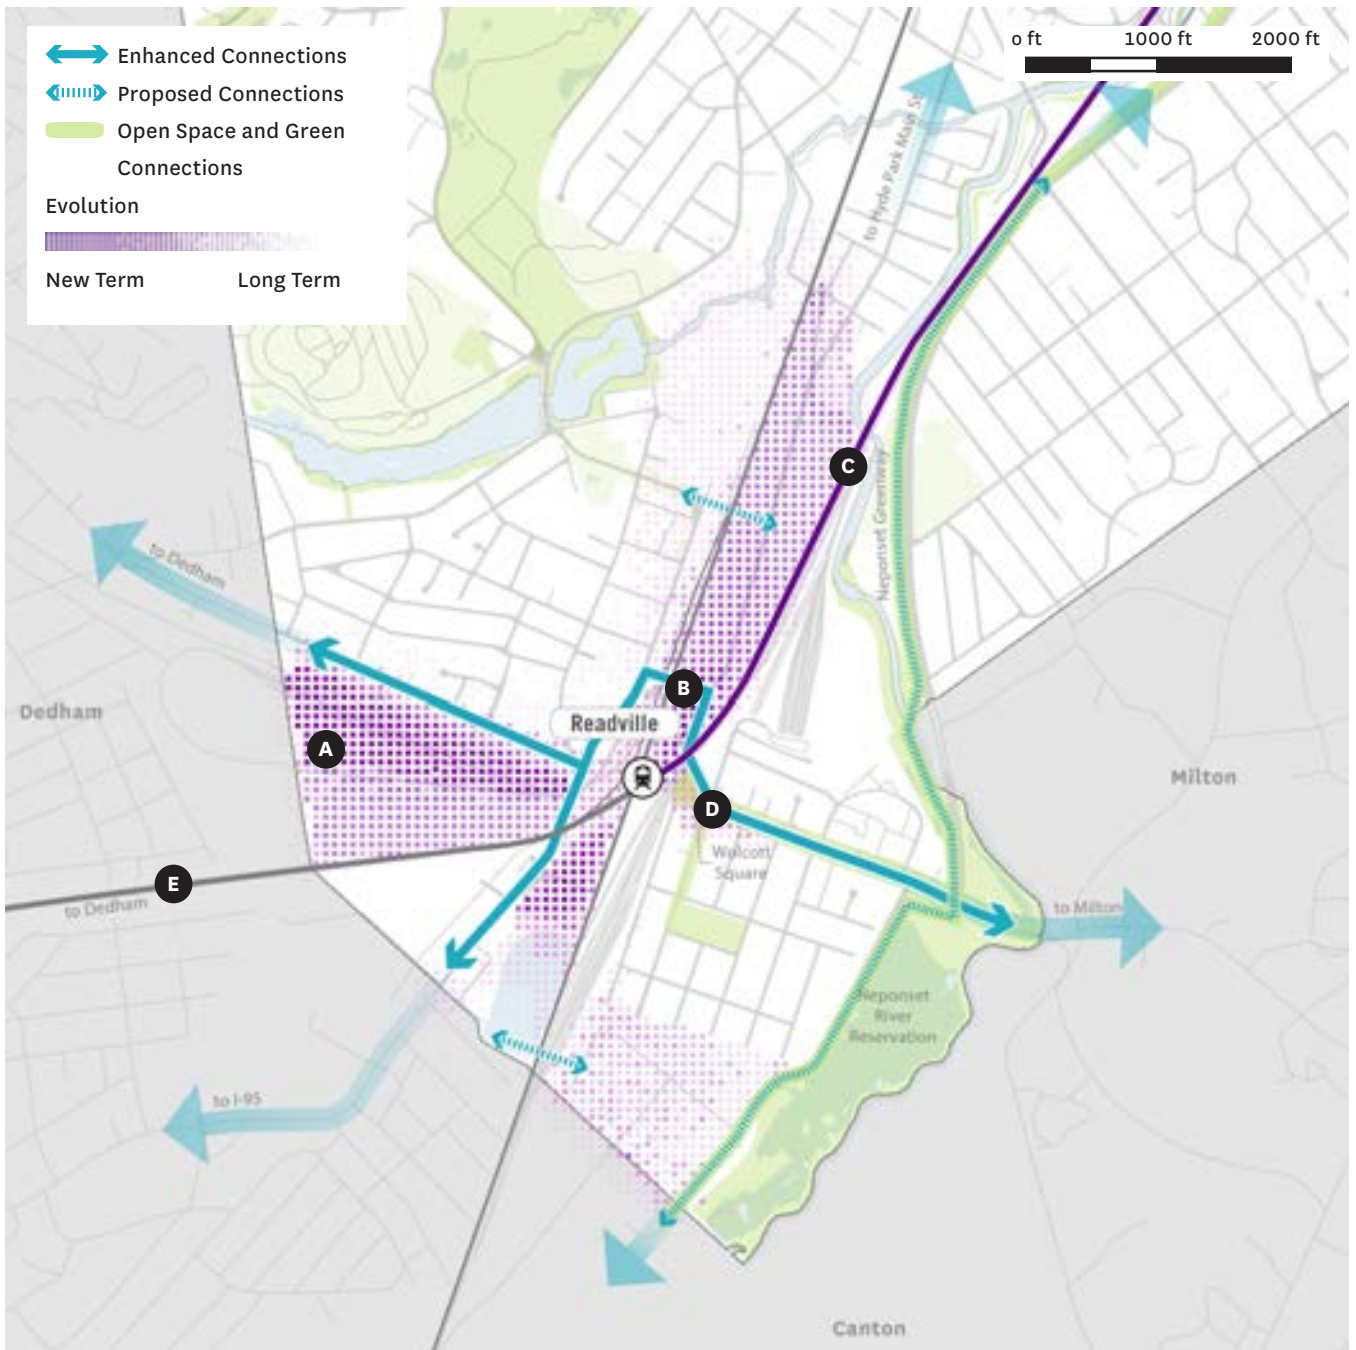 Enhanced Connections
Proposed Connections
Open Space and Green
Connections
Evolution
New Term
Long Term
0 ft
1000 ft
2000 ft
to Hyde Park Main St
C
Neponset Greenway
to Dedham
Dedham
B
Readville
A
Milton
D
Walcott
Square
E
to Dedham
to Milton
Neponset
River
Reservation
to I-95
Canton